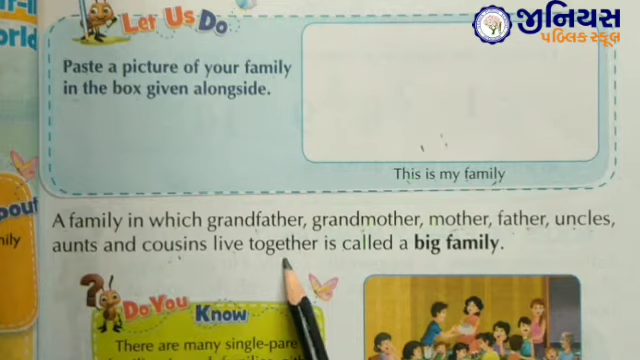 જીનિયસ
પબ્લિક સ્કૂલ
Let Us Do
Paste a picture of your family
in the box given alongside.
This is my family
A family in which grandfather, grandmother, mother, father, uncles,
aunts and cousins live together is called a big family.
Do You Know
There are many single-pare